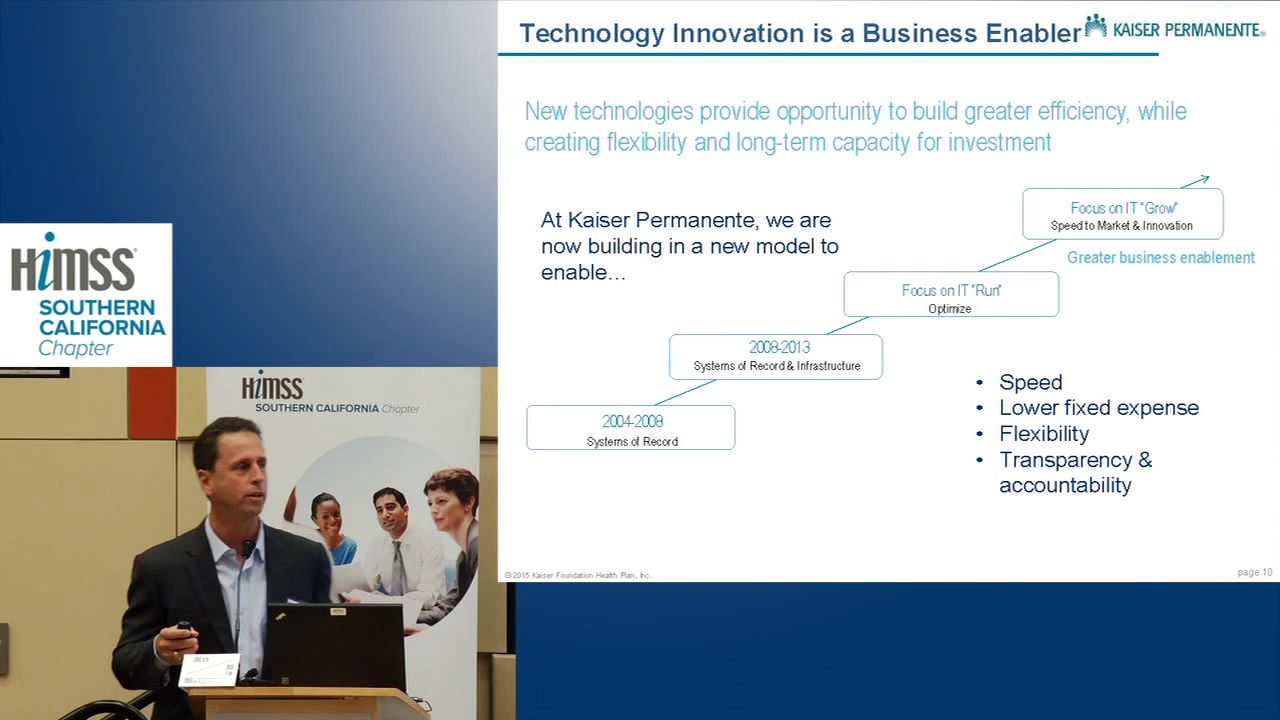 Technology Innovation is a Business Enabler
KAISER PERMANENTE®
New technologies provide opportunity to build greater efficiency, while
creating flexibility and long-term capacity for investment
At Kaiser Permanente, we are
now building in a new model to
enable…
Focus on IT "Grow"
Speed to Market & Innovation
Greater business enablement
Focus on IT "Run"
Optimize
2008-2013
Systems of Record & Infrastructure
2004-2008
Systems of Record
• Speed
• Lower fixed expense
• Flexibility
• Transparency &
accountability
© 2015 Kaiser Foundation Health Plan, Inc.
page 10
HiMSS®
SOUTHERN
CALIFORNIA
Chapter
HiMSS
SOUTHERN CALIFORNIA Chapter